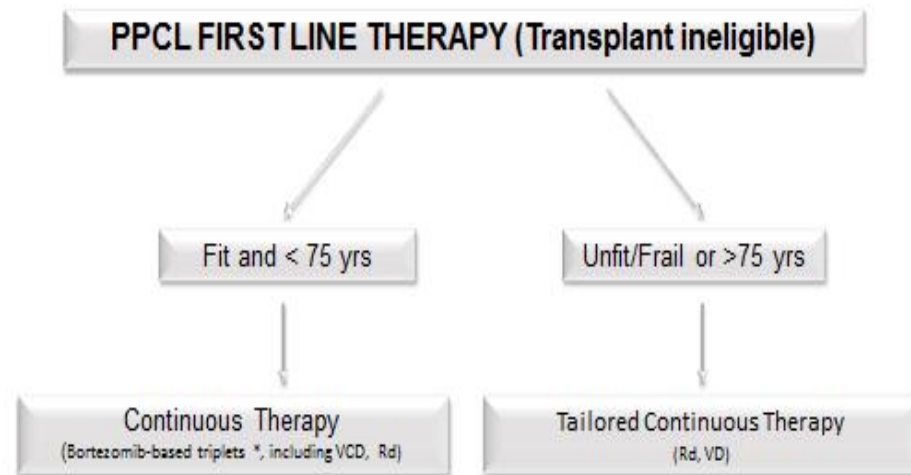 PPCL FIRST LINE THERAPY (Transplant ineligible)
Fit and < 75 yrs
Unfit/Frail or >75 yrs
Continuous Therapy
(Bortezomib-based triplets *, including VCD, Rd)
Tailored Continuous Therapy
(Rd, VD)